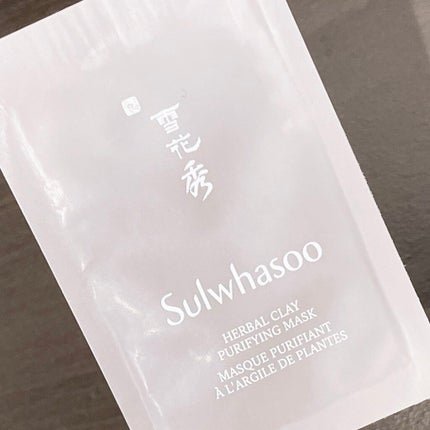 雪花秀
Sulwhasoo
HERBAL CLAY
PURIFYING MASK
MASQUE PURIFIANT
À L'ARGILE DE PLANTES